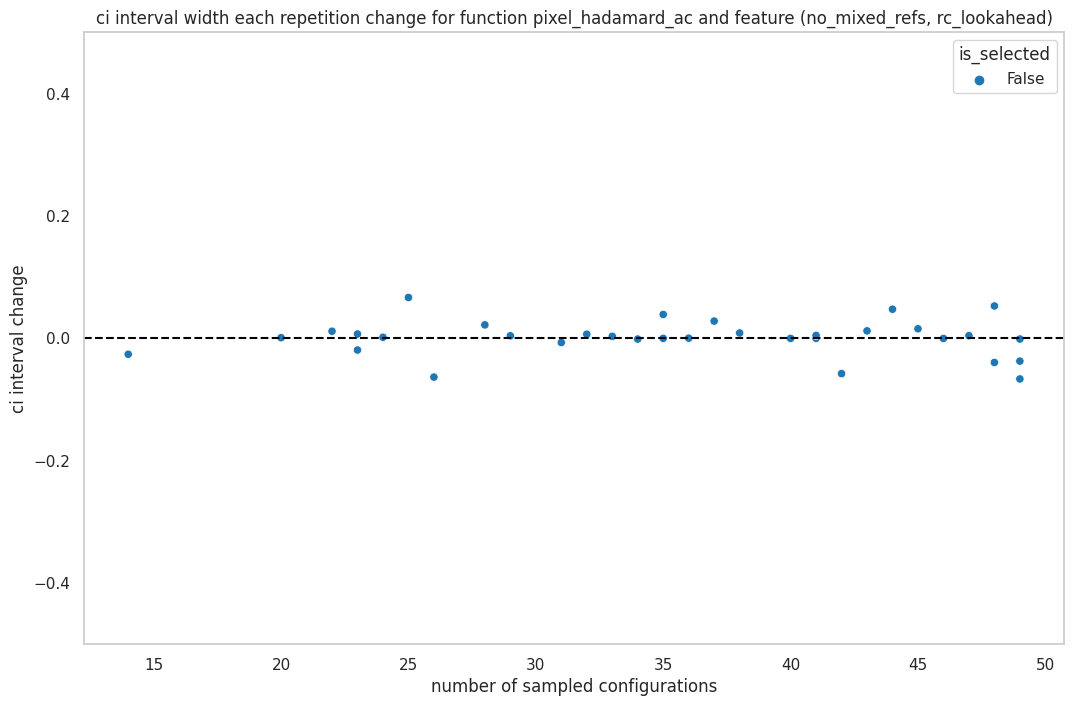 ci interval width each repetition change for function pixel_hadamard_ac and feature (no_mixed_refs, rc_lookahead)
is_selected
False
ci interval change
0.4
0.2
0.0
−0.2
−0.4
15 20 25 30 35 40 45 50
number of sampled configurations